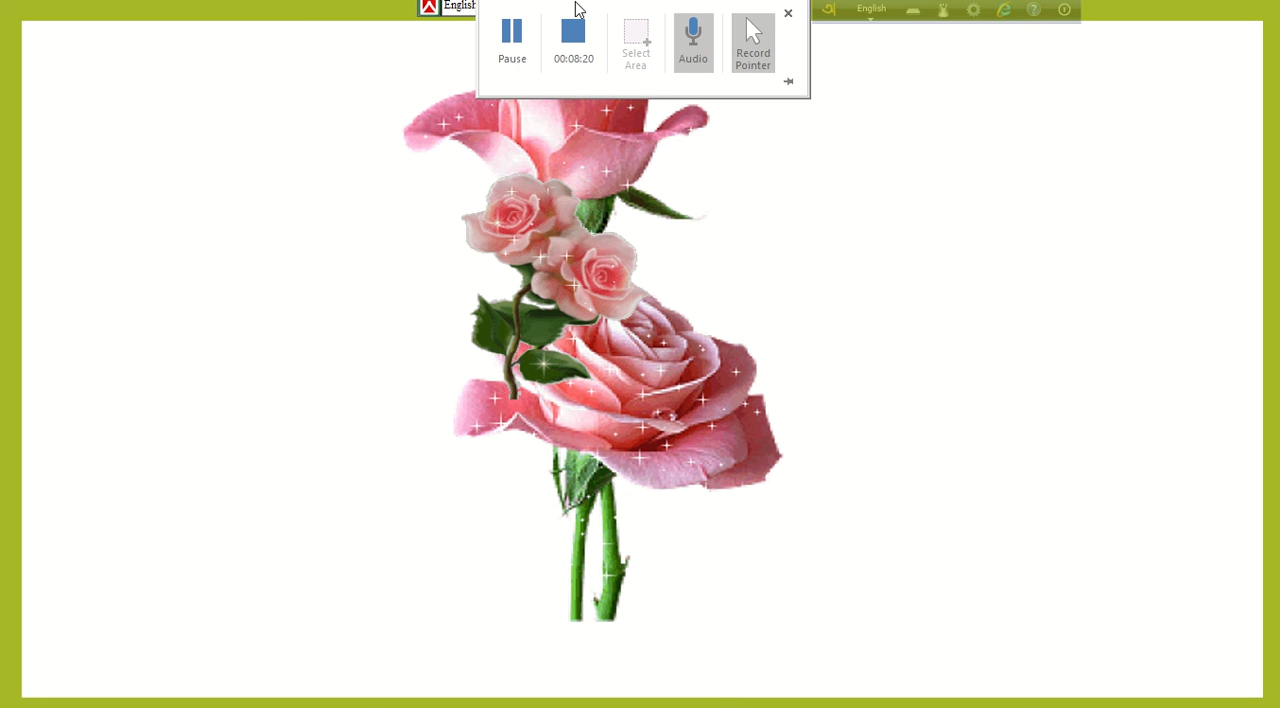 English
English
Pause
00:08:20
Select
Area
Audio
Record
Pointer